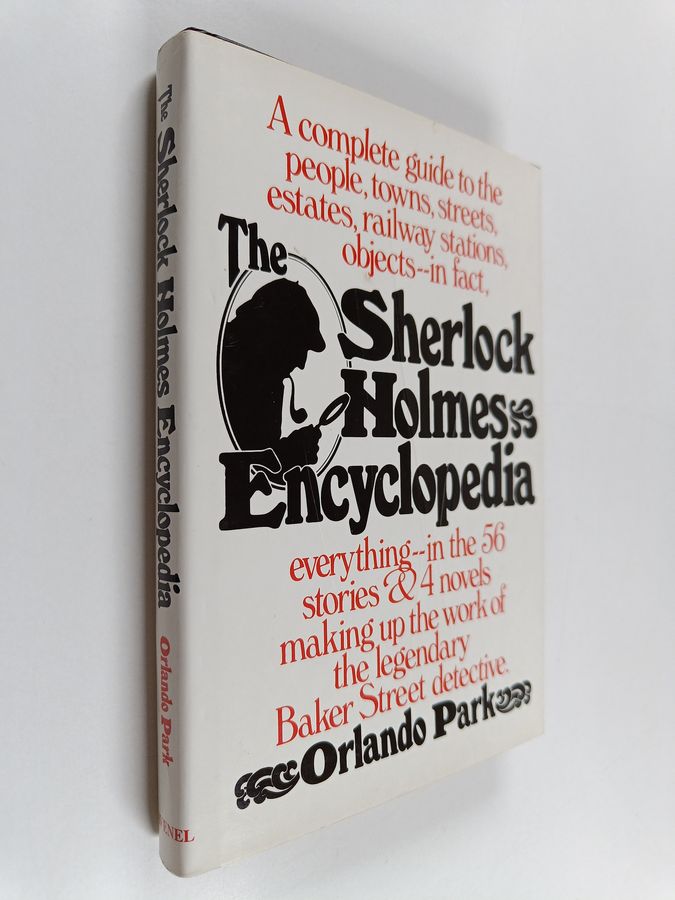 A complete guide to the
people, towns, streets,
estates, railway stations,
objects--in fact,
The
Sherlock
Holmes
Encyclopedia
everything--in the 56
stories & 4 novels
making up the work of
the legendary
Baker Street detective.
Orlando Park
The Sherlock Holmes Encyclopedia
Orlando Park